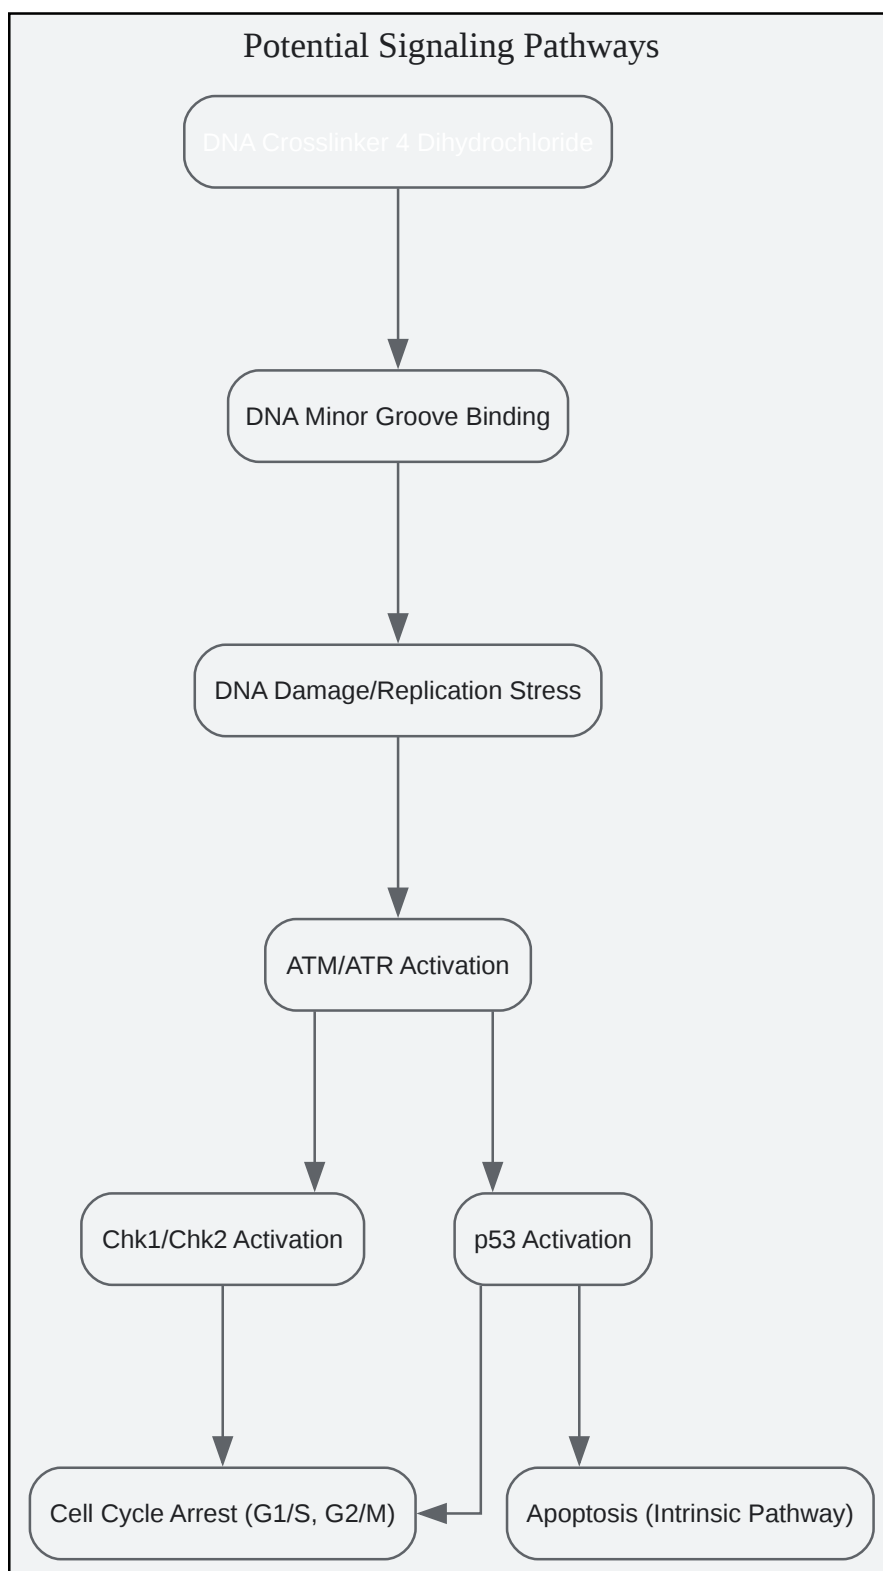 Potential Signaling Pathways
DNA Crosslinker 4 Dihydrochloride
DNA Minor Groove Binding
DNA Damage/Replication Stress
ATM/ATR Activation
Chk1/Chk2 Activation
p53 Activation
Cell Cycle Arrest (G1/S, G2/M)
Apoptosis (Intrinsic Pathway)